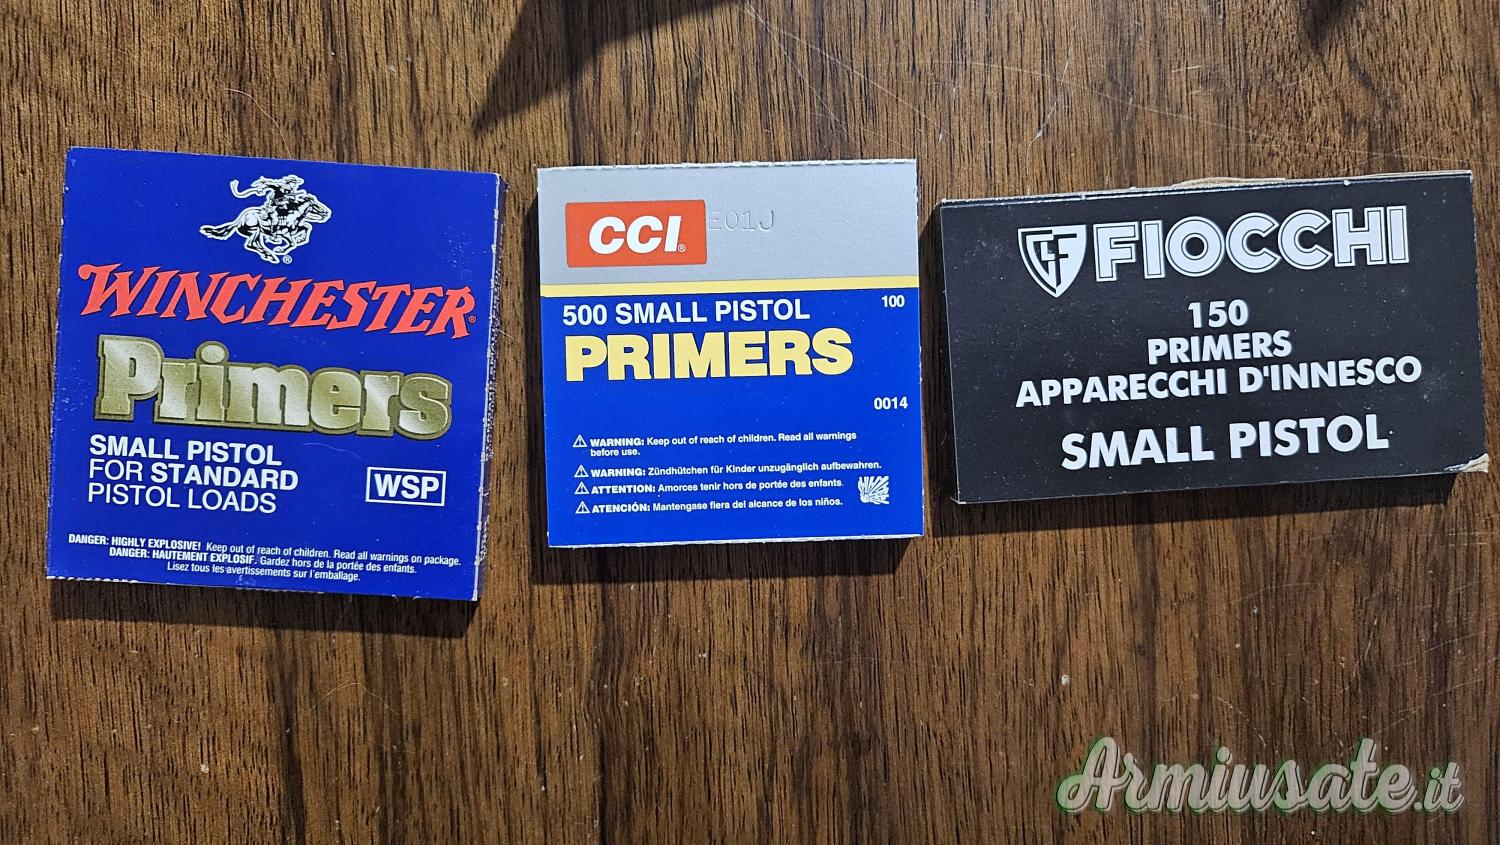 WINCHESTER®
Primers
SMALL PISTOL
FOR STANDARD
PISTOL LOADS
WSP
DANGER: HIGHLY EXPLOSIVE! Keep out of reach of children. Read all warnings on package.
DANGER: HAUTEMENT EXPLOSIF. Gardez hors de la portée des enfants.
Lisez tous les avertissements sur l'emballage.
CCI®
E01J
500 SMALL PISTOL
100
PRIMERS
0014
WARNING: Keep out of reach of children. Read all warnings
before use.
WARNING: Zündhütchen für Kinder unzugänglich aufbewahren.
ATTENTION: Amorces tenir hors de portée des enfants.
ATENCIÓN: Mantengase fiera del alcance de los niños.
GLF FIOCCHI
150
PRIMERS
APPARECCHI D'INNESCO
SMALL PISTOL
Armiusate.it